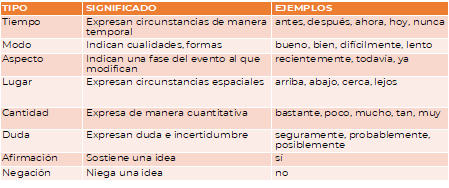 TIPO SIGNIFICADO EJEMPLOS
Tiempo Expresan circunstancias de manera temporal antes, después, ahora, hoy, nunca
Modo Indican cualidades, formas bueno, bien, difícilmente, lento
Aspecto Indican una fase del evento al que modifican recientemente, todavía, ya
Lugar Expresan circunstancias espaciales arriba, abajo, cerca, lejos
Cantidad Expresa de manera cuantitativa bastante, poco, mucho, tan, muy
Duda Expresan duda e incertidumbre seguramente, probablemente, posiblemente
Afirmación Sostiene una idea sí
Negación Niega una idea no